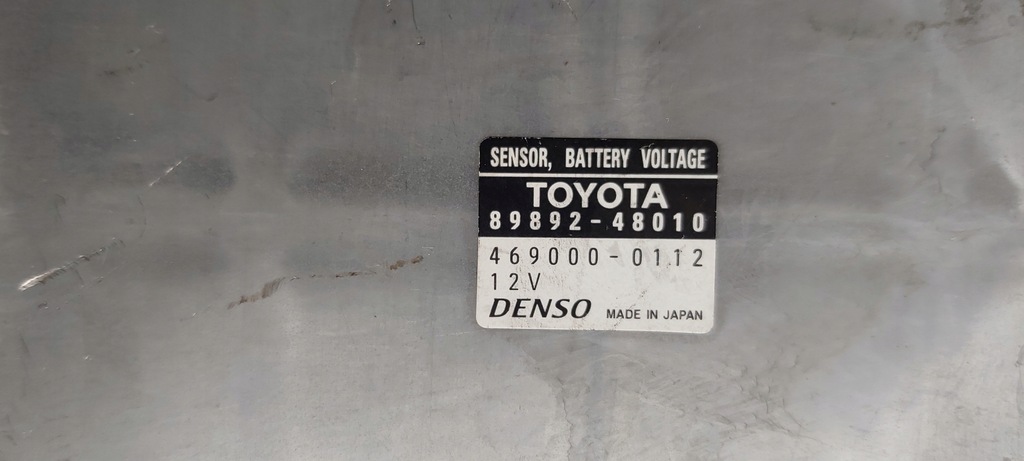 SENSOR, BATTERY VOLTAGE
TOYOTA
89892-48010
469000-0112
12V
DENSO MADE IN JAPAN